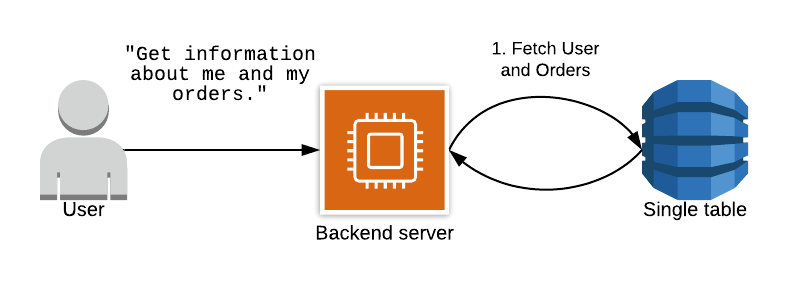 "Get information
about me and my
orders."
1. Fetch User
and Orders
User
Backend server
Single table